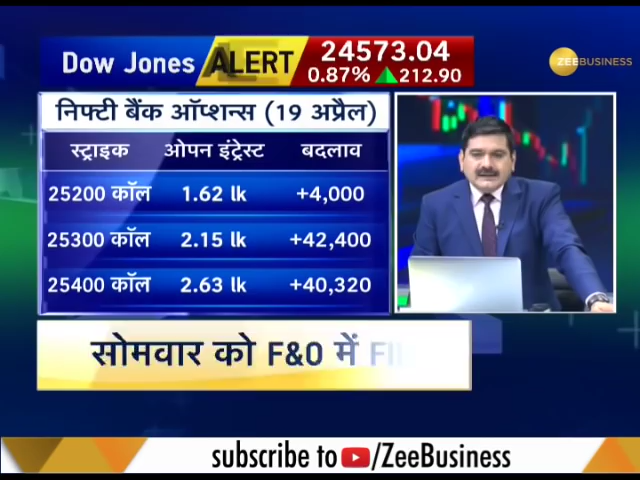 Dow Jones ALERT 24573.04
0.87% 212.90
ZEEBUSINESS
निफ्टी बैंक ऑप्शन्स (19 अप्रैल)
स्ट्राइक ओपन इंट्रेस्ट बदलाव
25200 कॉल 1.62 lk +4,000
25300 कॉल 2.15 lk +42,400
25400 कॉल 2.63 lk +40,320
सोमवार को F&O में
subscribe to /ZeeBusiness